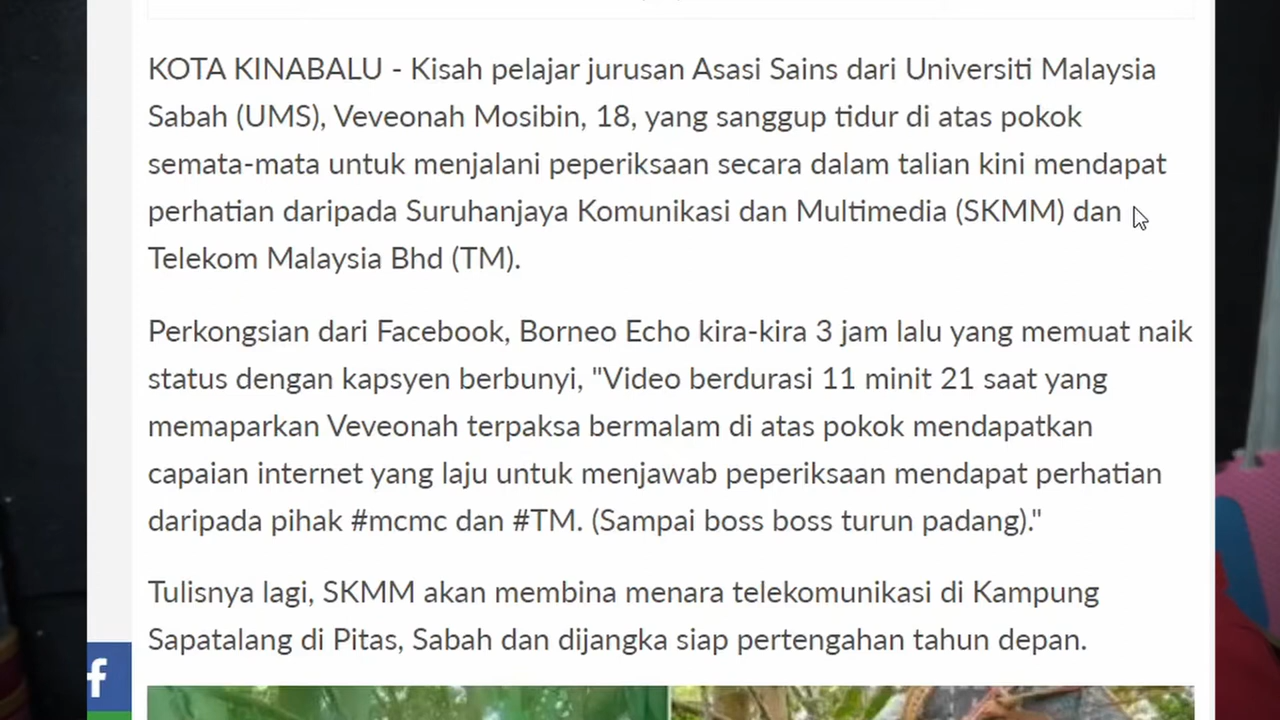 KOTA KINABALU - Kisah pelajar jurusan Asasi Sains dari Universiti Malaysia
Sabah (UMS), Veveonah Mosibin, 18, yang sanggup tidur di atas pokok
semata-mata untuk menjalani peperiksaan secara dalam talian kini mendapat
perhatian daripada Suruhanjaya Komunikasi dan Multimedia (SKMM) dan
Telekom Malaysia Bhd (TM).
Perkongsian dari Facebook, Borneo Echo kira-kira 3 jam lalu yang memuat naik
status dengan kapsyen berbunyi, "Video berdurasi 11 minit 21 saat yang
memaparkan Veveonah terpaksa bermalam di atas pokok mendapatkan
capaian internet yang laju untuk menjawab peperiksaan mendapat perhatian
daripada pihak #mcmc dan #TM. (Sampai boss boss turun padang)."
Tulisnya lagi, SKMM akan membina menara telekomunikasi di Kampung
Sapatalang di Pitas, Sabah dan dijangka siap pertengahan tahun depan.
f